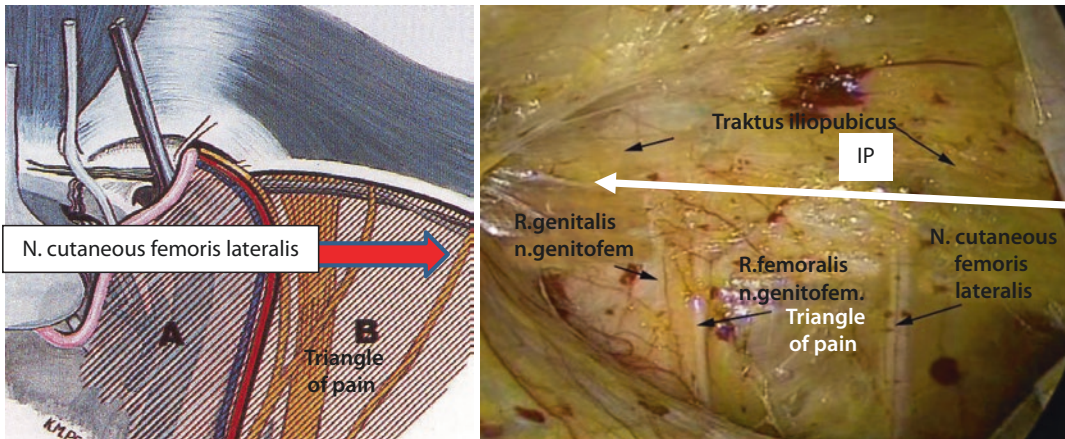 N. cutaneous femoris lateralis
A
B
Triangle
of pain
Traktus iliopubicus
IP
R.genitalis
n.genitofem
R.femoralis
n.genitofem.
Triangle
of pain
N. cutaneous
femoris
lateralis